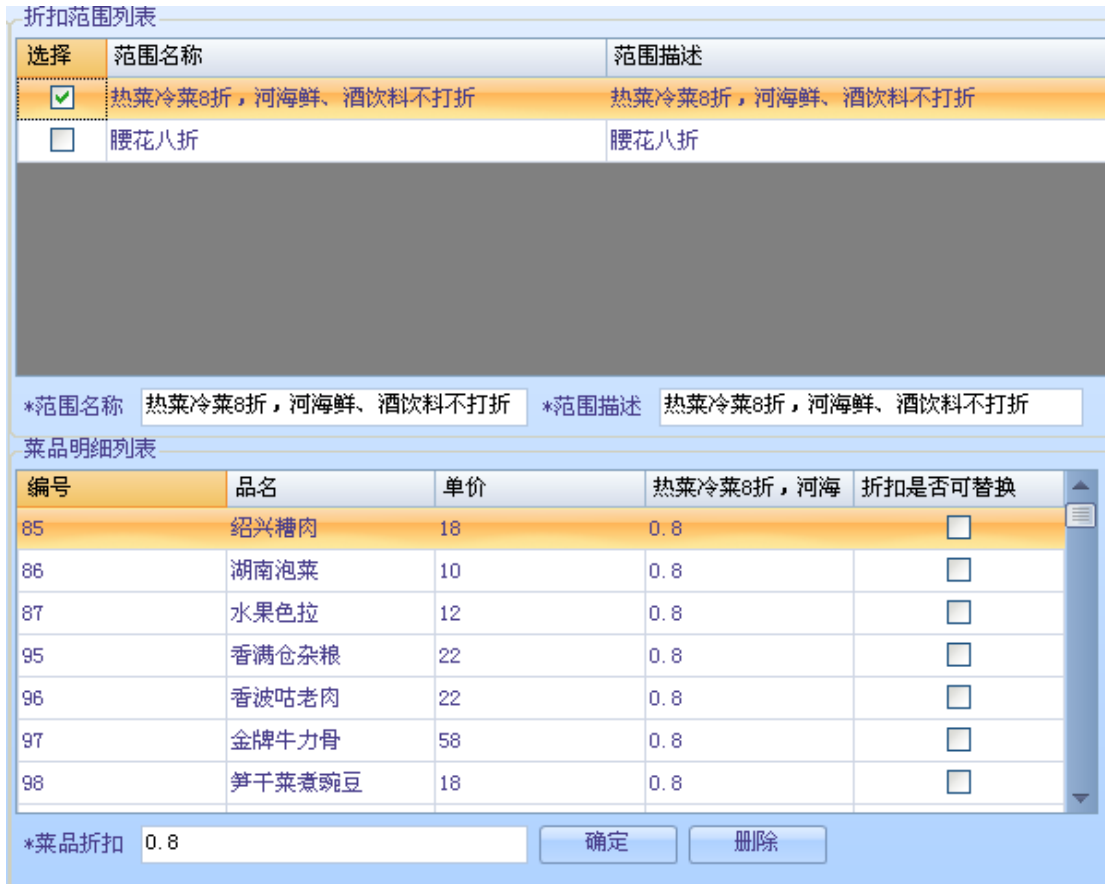 折扣范围列表
选择 范围名称 范围描述
热菜冷菜8折，河海鲜、酒饮料不打折 热菜冷菜8折，河海鲜、酒饮料不打折
腰花八折 腰花八折
*范围名称 热菜冷菜8折，河海鲜、酒饮料不打折 *范围描述 热菜冷菜8折，河海鲜、酒饮料不打折
菜品明细列表
编号 品名 单价 热菜冷菜8折，河海 折扣是否可替换
85 绍兴糟肉 18 0.8
86 湖南泡菜 10 0.8
87 水果色拉 12 0.8
95 香满仓杂粮 22 0.8
96 香波咕老肉 22 0.8
97 金牌牛力骨 58 0.8
98 笋干菜煮豌豆 18 0.8
*菜品折扣 0.8 确定 删除